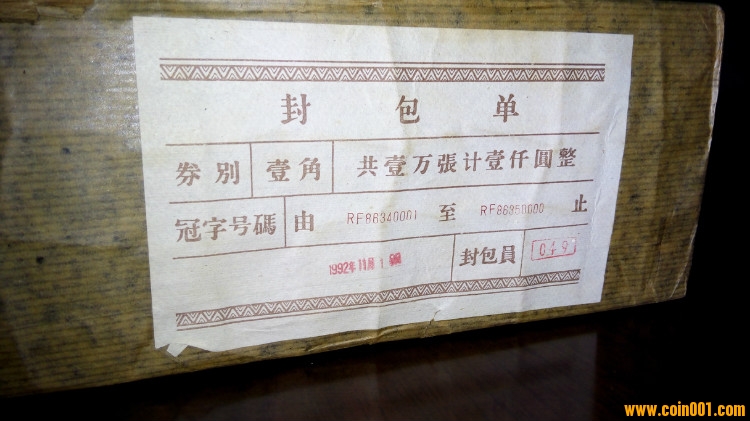 封包单
券別 壹角 共壹万張计壹仟圓整
冠字号碼 由 RF86340001 至 RF86350000 止
1992年11月1 封包員 049
www.coin001.com